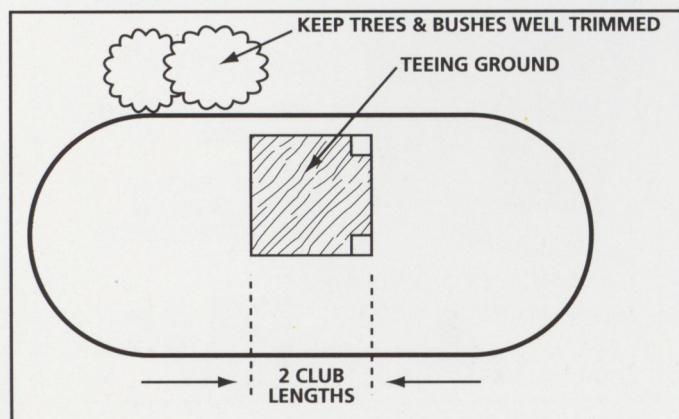 KEEP TREES & BUSHES WELL TRIMMED
TEEING GROUND
2 CLUB
LENGTHS